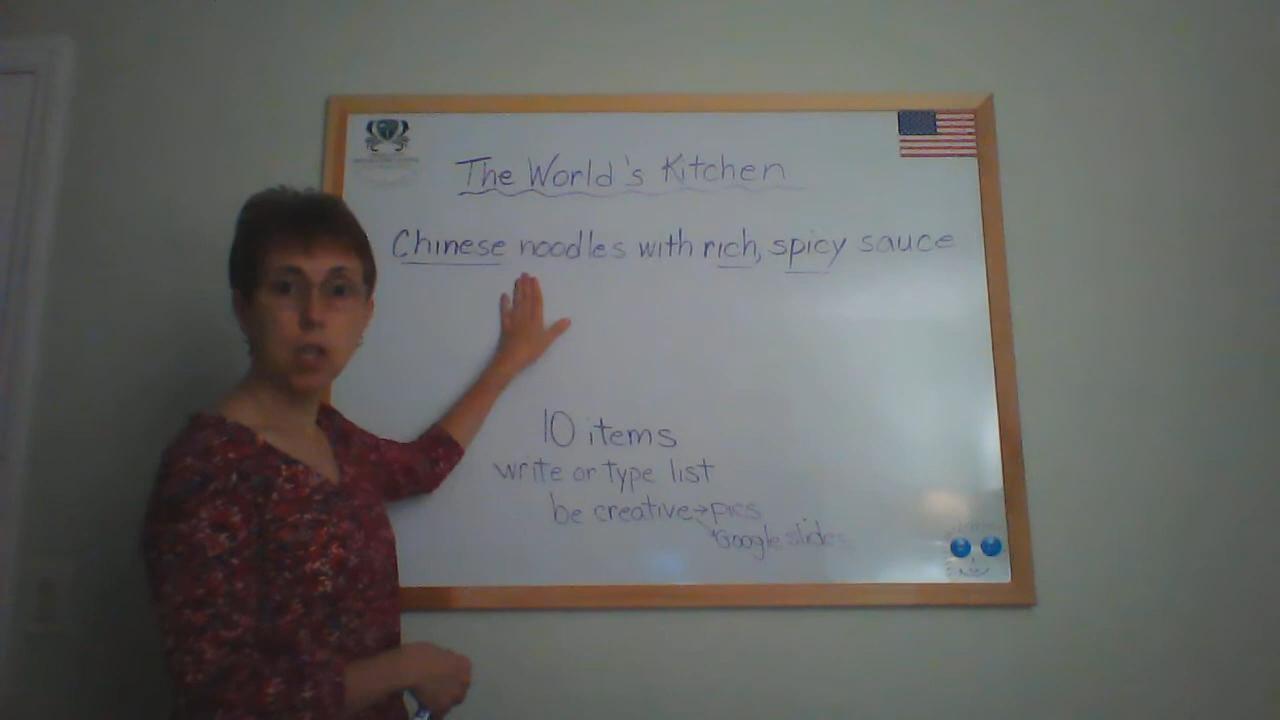 The World's Kitchen
Chinese noodles with rich, spicy sauce
10 items
write or type list
be creative→pics
Google slides